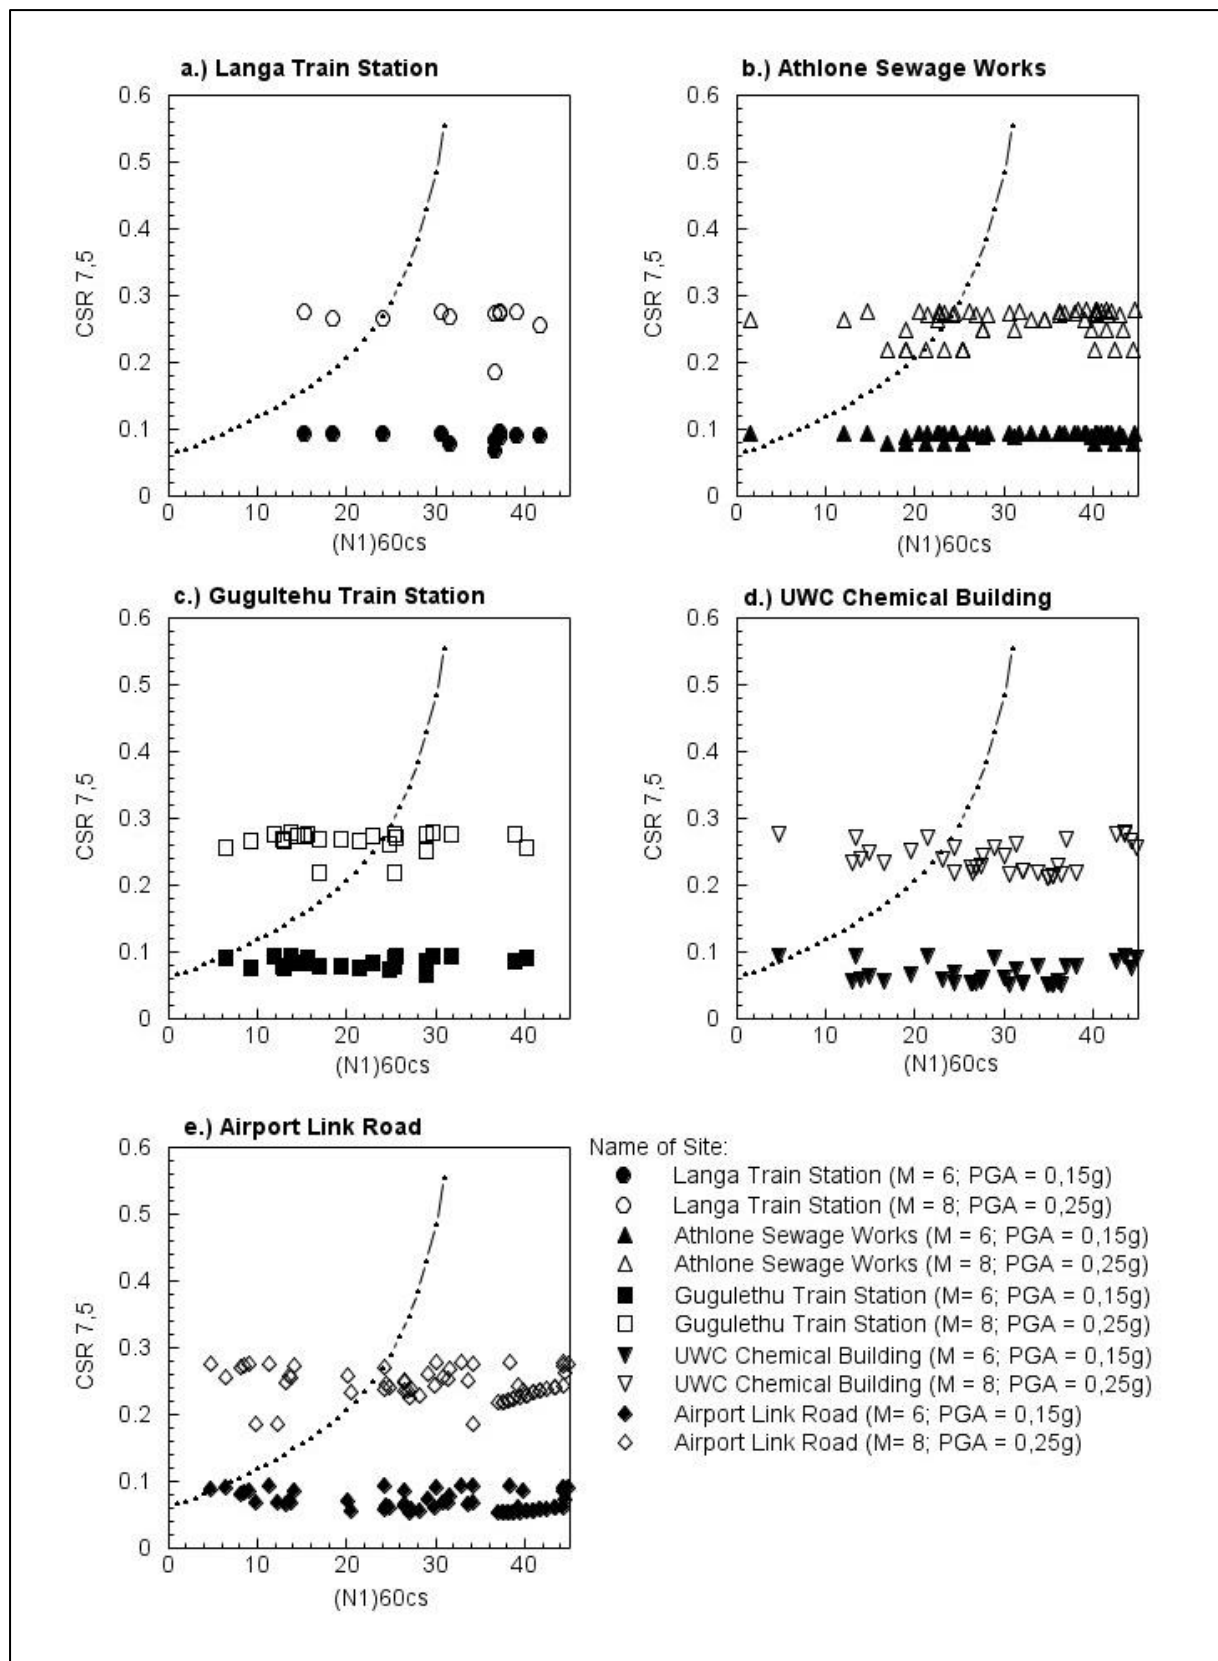 a.) Langa Train Station
0.6
0.5
0.4
0.3
0.2
0.1
0
CSR 7,5
0 10 20 30 40
(N1)60cs
b.) Athlone Sewage Works
0.6
0.5
0.4
0.3
0.2
0.1
0
CSR 7,5
0 10 20 30 40
(N1)60cs
c.) Gugultehu Train Station
0.6
0.5
0.4
0.3
0.2
0.1
0
CSR 7,5
0 10 20 30 40
(N1)60cs
d.) UWC Chemical Building
0.6
0.5
0.4
0.3
0.2
0.1
0
CSR 7,5
0 10 20 30 40
(N1)60cs
e.) Airport Link Road
0.6
0.5
0.4
0.3
0.2
0.1
0
CSR 7,5
0 10 20 30 40
(N1)60cs
Name of Site:
Langa Train Station (M = 6; PGA = 0,15g)
Langa Train Station (M = 8; PGA = 0,25g)
Athlone Sewage Works (M = 6; PGA = 0,15g)
Athlone Sewage Works (M = 8; PGA = 0,25g)
Gugulethu Train Station (M= 6; PGA = 0,15g)
Gugulethu Train Station (M= 8; PGA = 0,25g)
UWC Chemical Building (M = 6; PGA = 0,15g)
UWC Chemical Building (M = 8; PGA = 0,25g)
Airport Link Road (M= 6; PGA = 0,15g)
Airport Link Road (M= 8; PGA = 0,25g)